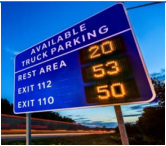 AVAILABLE
TRUCK PARKING
REST AREA 20
EXIT 112 53
EXIT 110 50